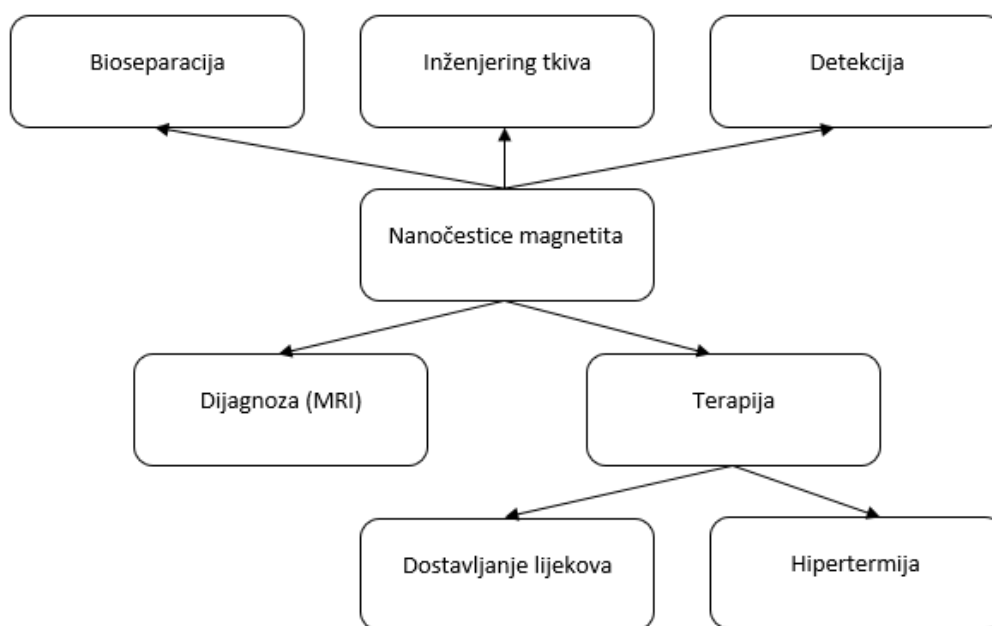 Bioseparacija
Inženjering tkiva
Detekcija
Nanočestice magnetita
Dijagnoza (MRI)
Terapija
Dostavljanje lijekova
Hipertermija